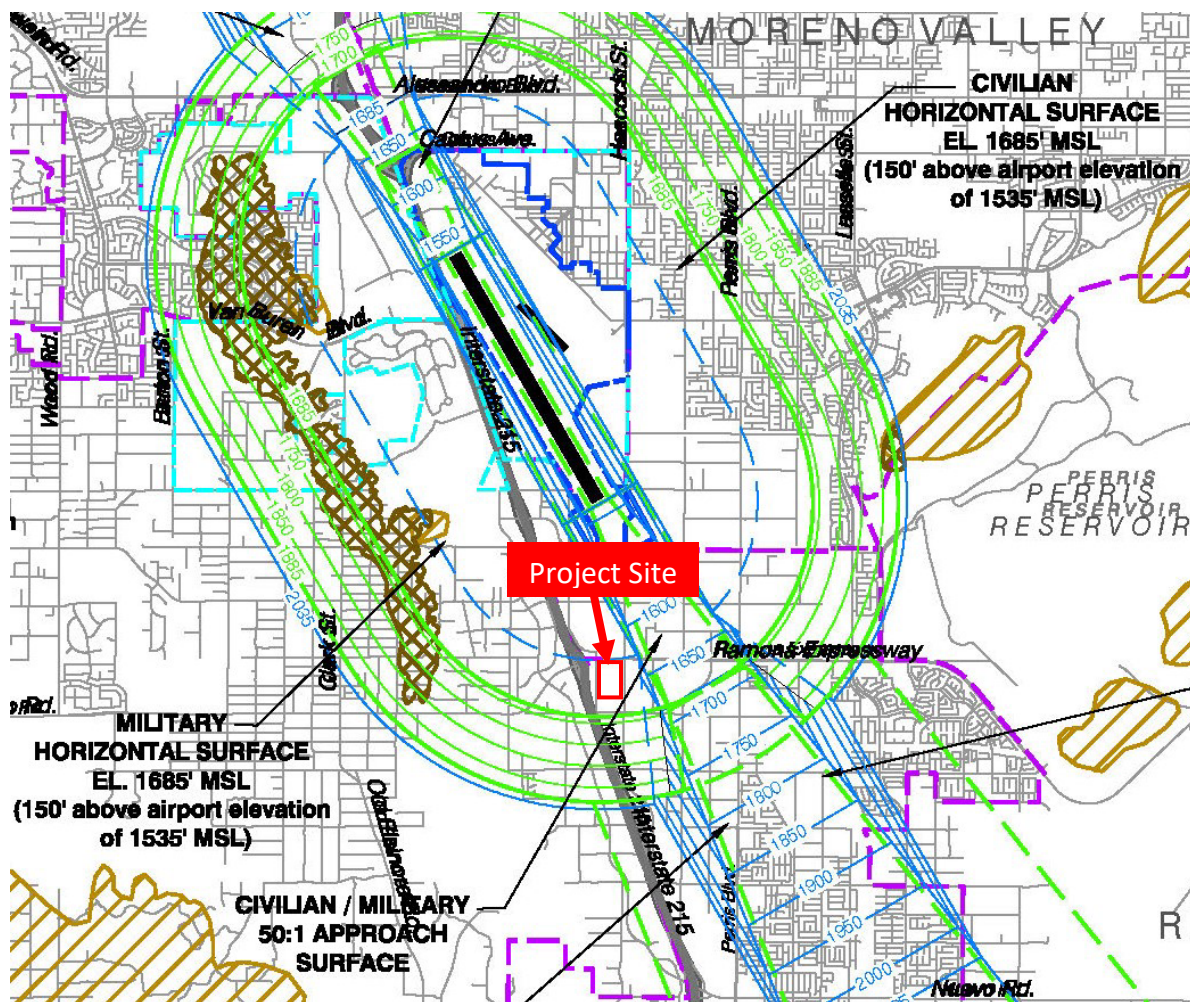 MORENO VALLEY
1750
1700
Alessandro Blvd.
CIVILIAN
HORIZONTAL SURFACE
EL. 1685' MSL
(150' above airport elevation
of 1535' MSL)
1685
Cactus Ave.
1650
1600
1550
Heacock St.
Lasselle St.
Perris Blvd.
1685
1750
1800
1850
1885
2035
Van Buren Blvd.
Wood Rd.
Barton St.
Interstate 215
1685
1750
1800
1850
1885
2035
PERRIS
PERRIS
RESERVOIR
RESERVOIR
Project Site
1600
1650
Ramona Expressway
Clark St.
1700
MILITARY
HORIZONTAL SURFACE
EL. 1685' MSL
(150' above airport elevation
of 1535' MSL)
1750
1800
1850
Interstate 215
CIVILIAN / MILITARY
50:1 APPROACH
SURFACE
Perris Blvd.
1900
1950
2000
R
Nuevo Rd.